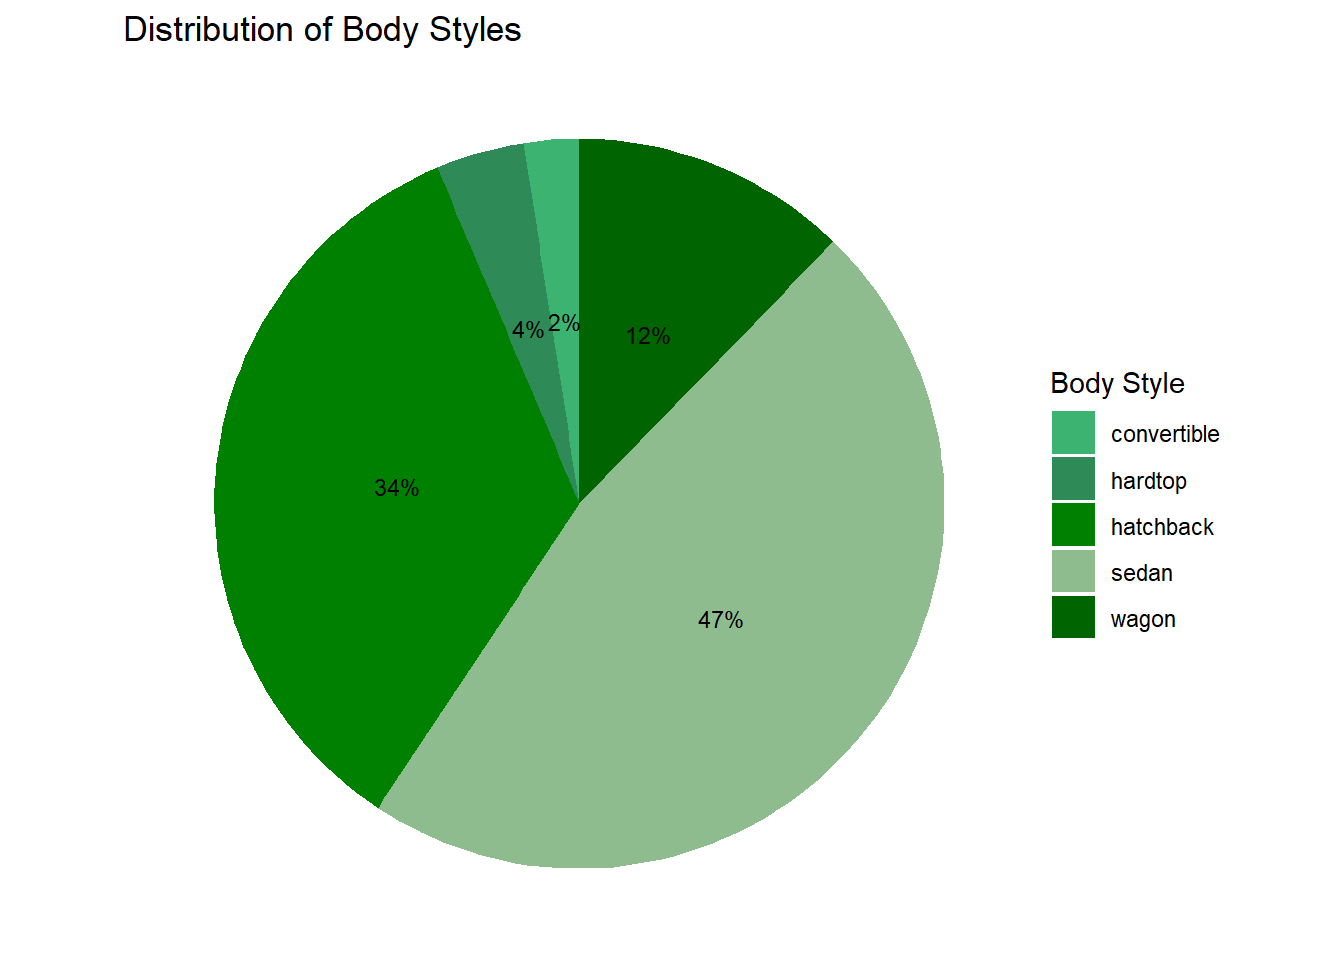 Distribution of Body Styles
4%
2%
12%
34%
47%
Body Style
convertible
hardtop
hatchback
sedan
wagon